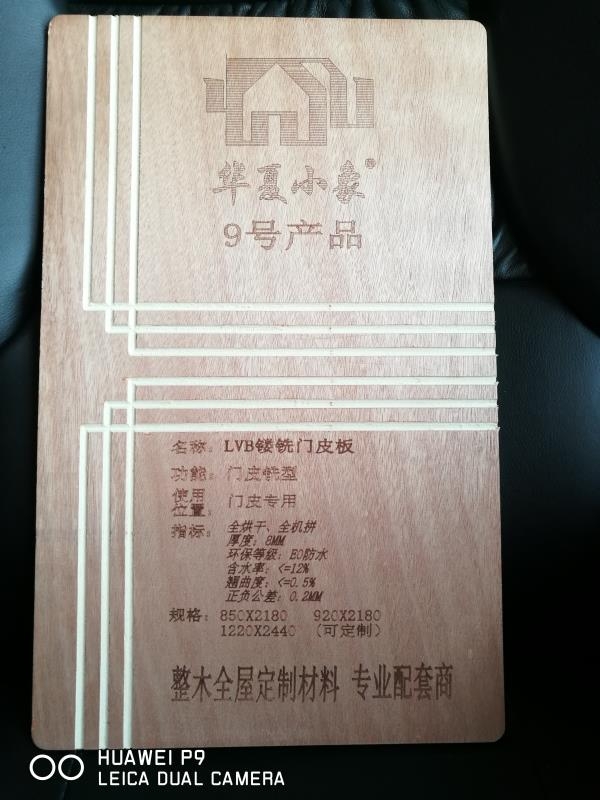 华夏小象®
9号产品
名称：LVB镂铣门皮板
功能：门皮铣型
使用位置：门皮专用
指标：全烘干、全机拼
厚度：8MM
环保等级：E0防水
含水率：<=12%
翘曲度：<=0.5%
正负公差：0.2MM
规格：850X2180 920X2180
1220X2440 （可定制）
整木全屋定制材料 专业配套商
HUAWEI P9
LEICA DUAL CAMERA